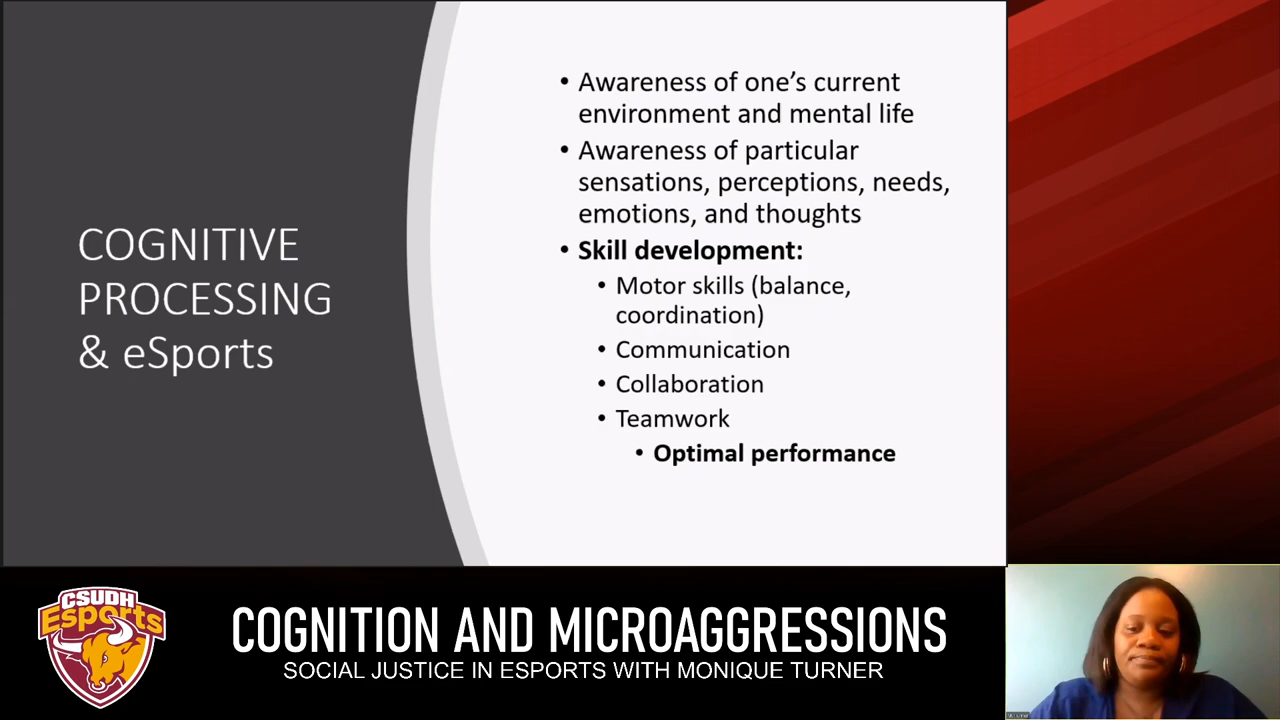 COGNITIVE
PROCESSING
& eSports
• Awareness of one’s current
environment and mental life
• Awareness of particular
sensations, perceptions, needs,
emotions, and thoughts
• Skill development:
• Motor skills (balance,
coordination)
• Communication
• Collaboration
• Teamwork
• Optimal performance
CSUDH
Esports
COGNITION AND MICROAGGRESSIONS
SOCIAL JUSTICE IN ESPORTS WITH MONIQUE TURNER